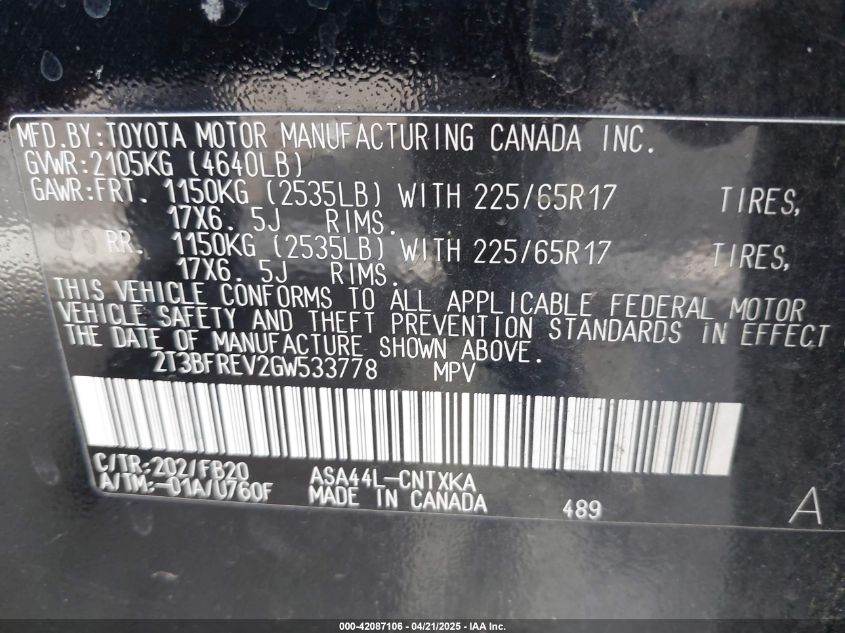 MFD.BY:TOYOTA MOTOR MANUFACTURING CANADA INC.
GVWR:2105KG (4640LB)
GAWR:FRT. 1150KG (2535LB) WITH 225/65R17 TIRES,
17X6. 5J RIMS.
RR. 1150KG (2535LB) WITH 225/65R17 TIRES,
17X6. 5J RIMS.
THIS VEHICLE CONFORMS TO ALL APPLICABLE FEDERAL MOTOR
VEHICLE SAFETY AND THEFT PREVENTION STANDARDS IN EFFECT
THE DATE OF MANUFACTURE SHOWN ABOVE.
2T3BFREV2GW533778 MPV
C/TR:202/FB20 ASA44L-CNTXKA
A/TM:-01A/U760F MADE IN CANADA 489 A
000-42087106 - 04/21/2025 - IAA Inc.